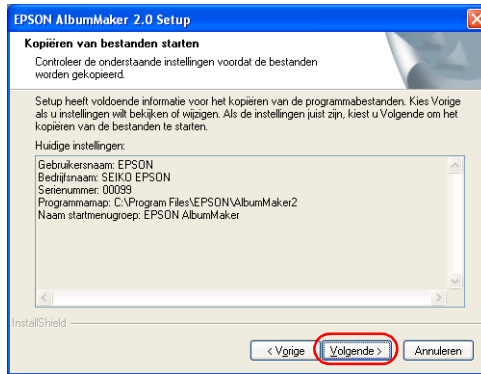 EPSON AlbumMaker 2.0 Setup
Kopiëren van bestanden starten
Controleer de onderstaande instellingen voordat de bestanden
worden gekopieerd.
Setup heeft voldoende informatie voor het kopiëren van de programmabestanden. Kies Vorige
als u instellingen wilt bekijken of wijzigen. Als de instellingen juist zijn, kiest u Volgende om het
kopiëren van de bestanden te starten.
Huidige instellingen:
Gebruikersnaam: EPSON
Bedrijfsnaam: SEIKO EPSON
Serienummer: 00099
Programmamap: C:\Program Files\EPSON\AlbumMaker2
Naam startmenugroep: EPSON AlbumMaker
InstallShield
< Vorige Volgende > Annuleren